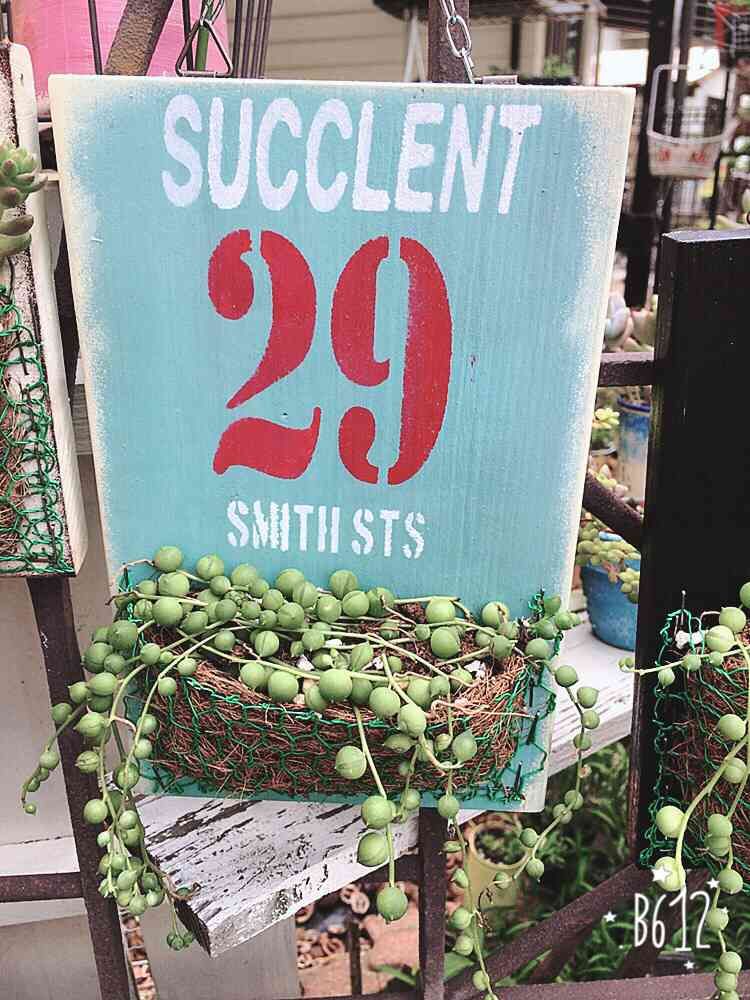 SUCCLENT
29
SMITH STS
B612